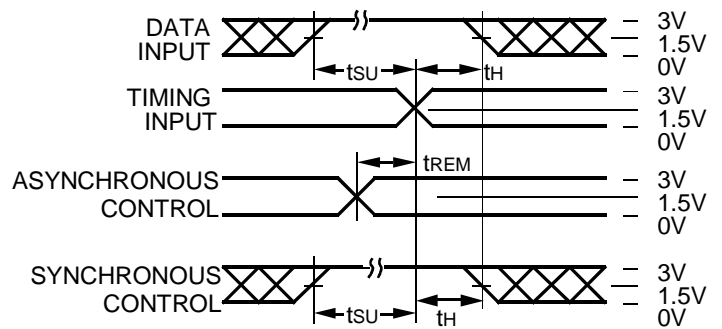 DATA
INPUT
tSU
tH
3V
1.5V
0V
TIMING
INPUT
3V
1.5V
0V
tREM
ASYNCHRONOUS
CONTROL
3V
1.5V
0V
SYNCHRONOUS
CONTROL
tSU
tH
3V
1.5V
0V